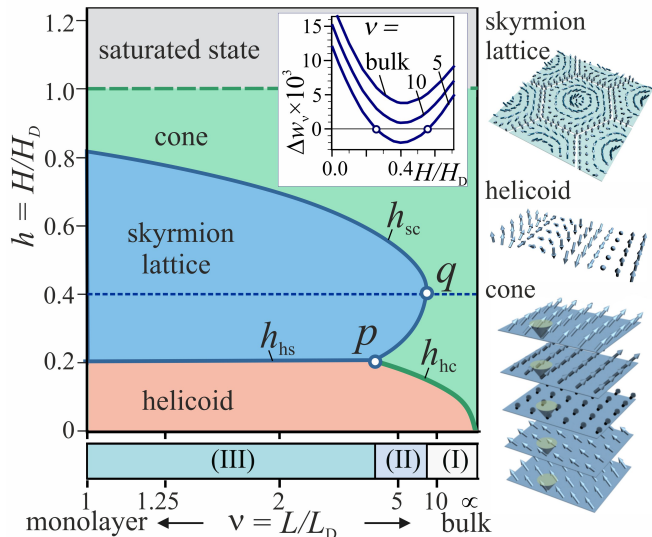 1.2
1.0
0.8
0.6
0.4
0.2
0
h = H/H_D
saturated state
cone
skyrmion
lattice
helicoid
h_sc
q
h_hs
p
h_hc
15
10
5
0
Δw_ν×10³
ν =
bulk
10
5
0.0
0.4
H/H_D
(III)
(II)
(I)
1
1.25
2
5
10
∝
monolayer
ν = L/L_D
bulk
skyrmion
lattice
helicoid
cone